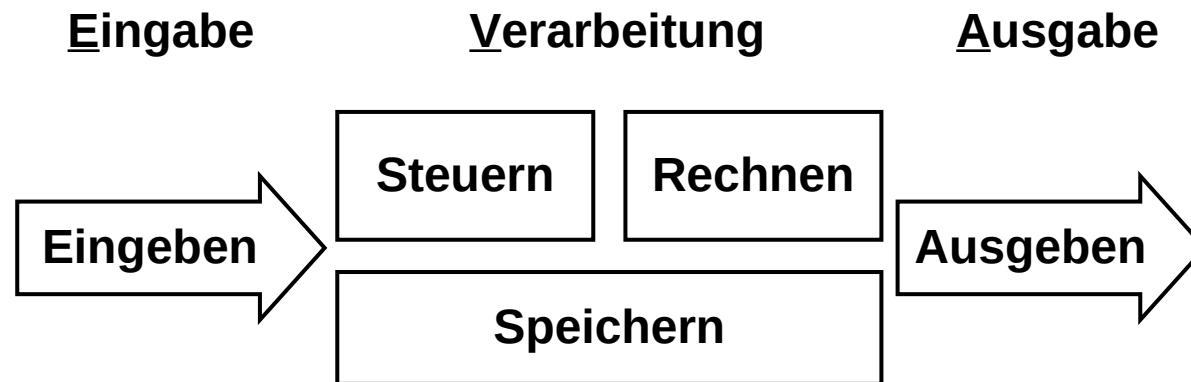 Eingabe
Verarbeitung
Ausgabe
Steuern
Rechnen
Eingeben
Ausgeben
Speichern